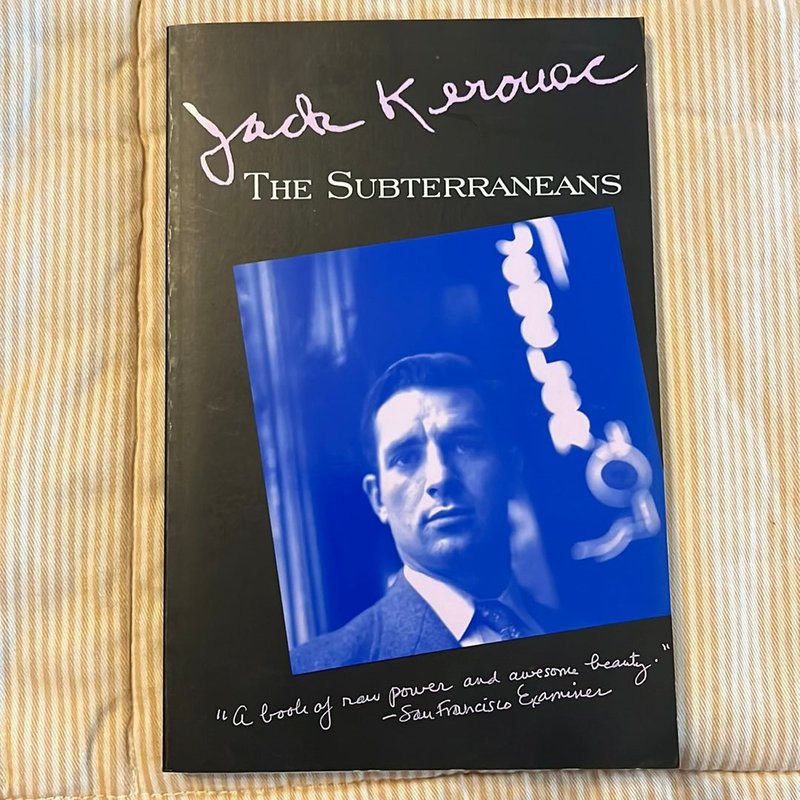 Jack Kerouac
THE SUBTERRANEANS
"A book of raw power and awesome beauty."
—San Francisco Examiner